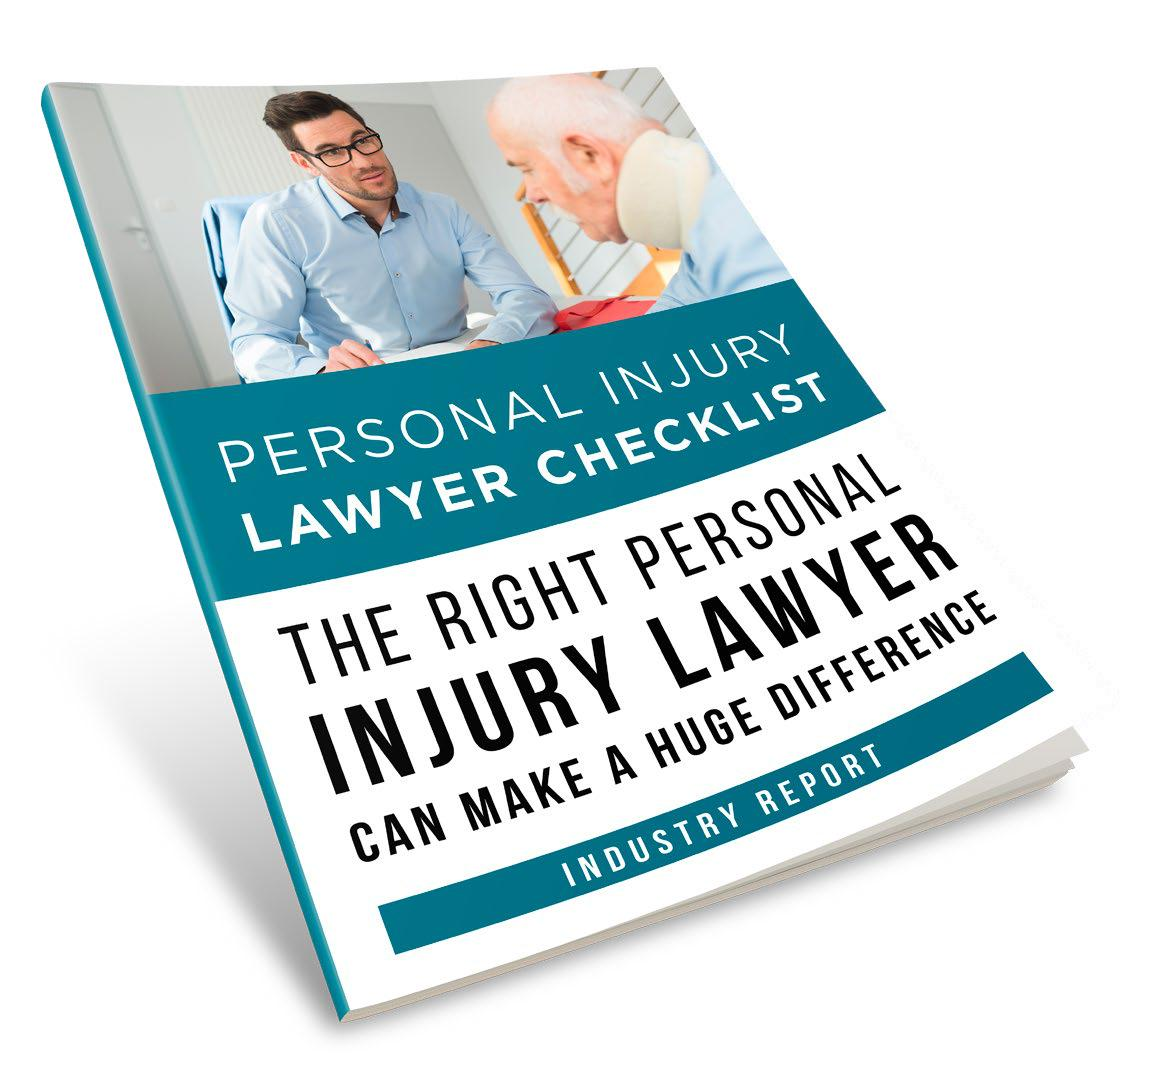 PERSONAL INJURY
LAWYER CHECKLIST
THE RIGHT PERSONAL
INJURY LAWYER
CAN MAKE A HUGE DIFFERENCE
INDUSTRY REPORT